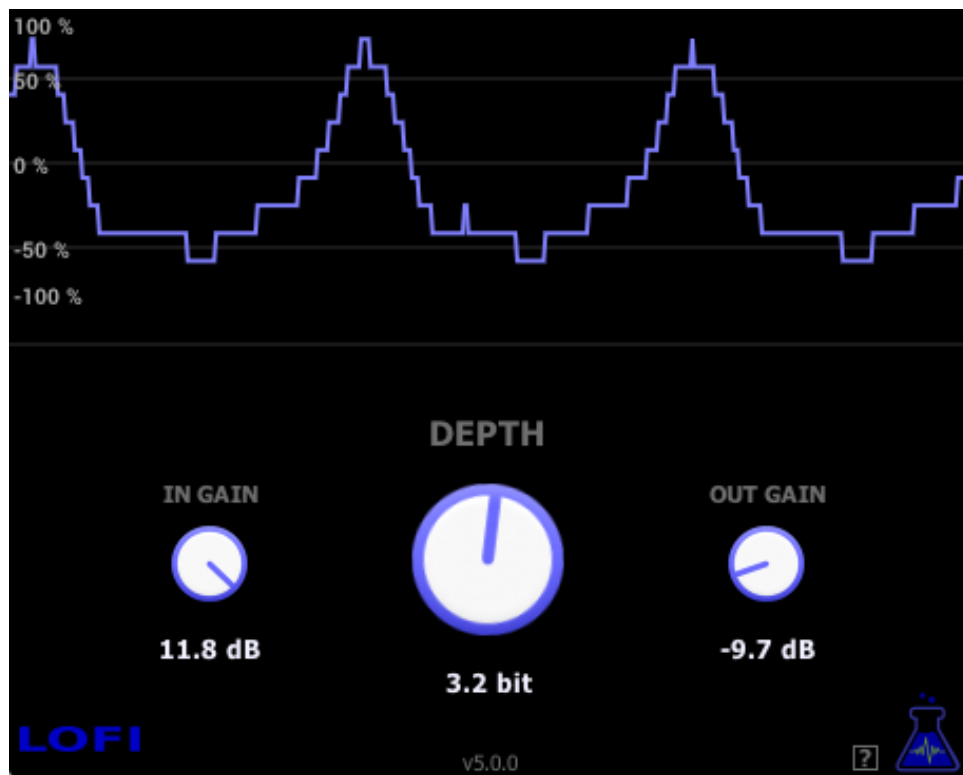 100 %
50 %
0 %
-50 %
-100 %
DEPTH
IN GAIN
OUT GAIN
11.8 dB
-9.7 dB
3.2 bit
LOFI
v5.0.0
?